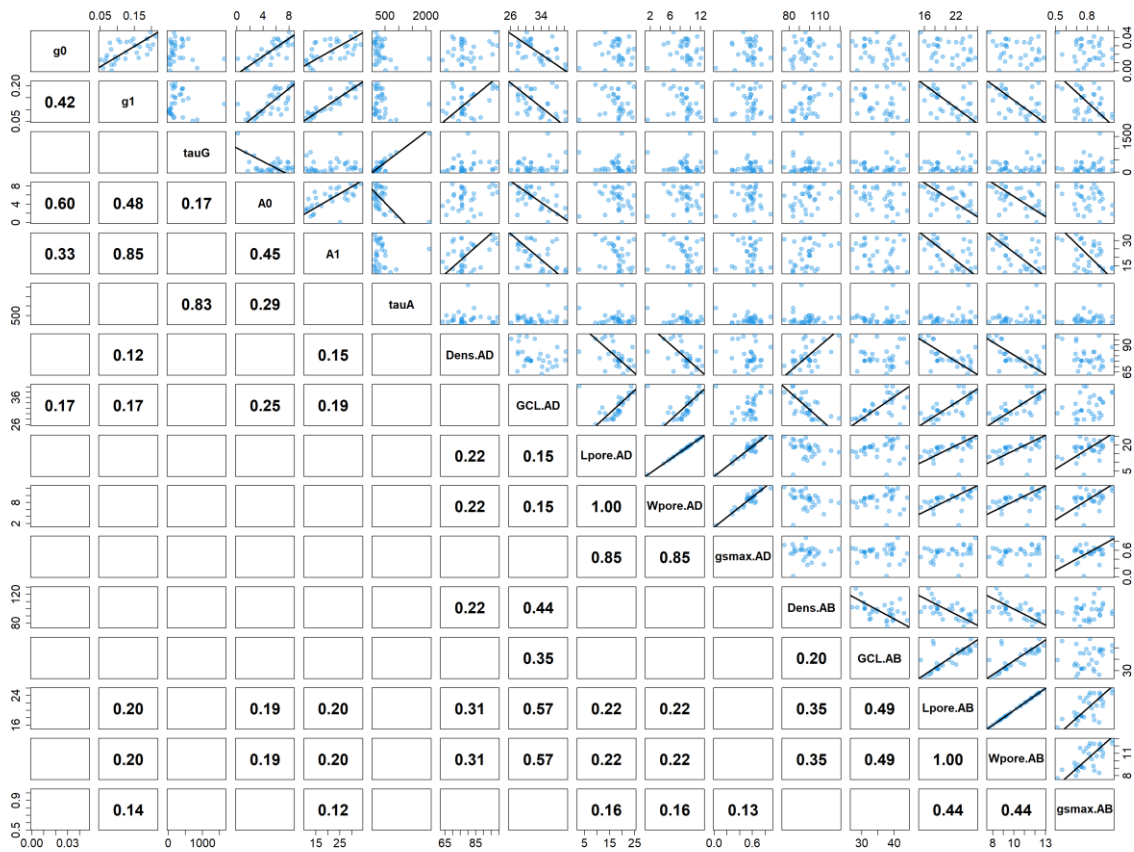 0.05 0.15 0 4 8 500 2000 26 34 2 6 12 80 110 16 22 0.5 0.8
g0 0.00 0.04
0.05 0.20 0.42 g1
tauG 0 1500
0 4 8 0.60 0.48 0.17 A0
0.33 0.85 0.45 A1 15 30
500 0.83 0.29 tauA
0.12 0.15 Dens.AD 65 90
26 36 0.17 0.17 0.25 0.19 GCL.AD
0.22 0.15 Lpore.AD 5 20
2 8 0.22 0.15 1.00 Wpore.AD
0.85 0.85 gsmax.AD 0.0 0.6
80 120 0.22 0.44 Dens.AB
0.35 0.20 GCL.AB 30
16 24 0.20 0.19 0.20 0.31 0.57 0.22 0.22 0.35 0.49 Lpore.AB
0.20 0.19 0.20 0.31 0.57 0.22 0.22 0.35 0.49 1.00 Wpore.AB 8 11
0.5 0.9 0.14 0.12 0.16 0.16 0.13 0.44 0.44 gsmax.AB
0.00 0.03 0 1000 15 25 65 85 5 15 25 0.0 0.6 30 40 8 10 13